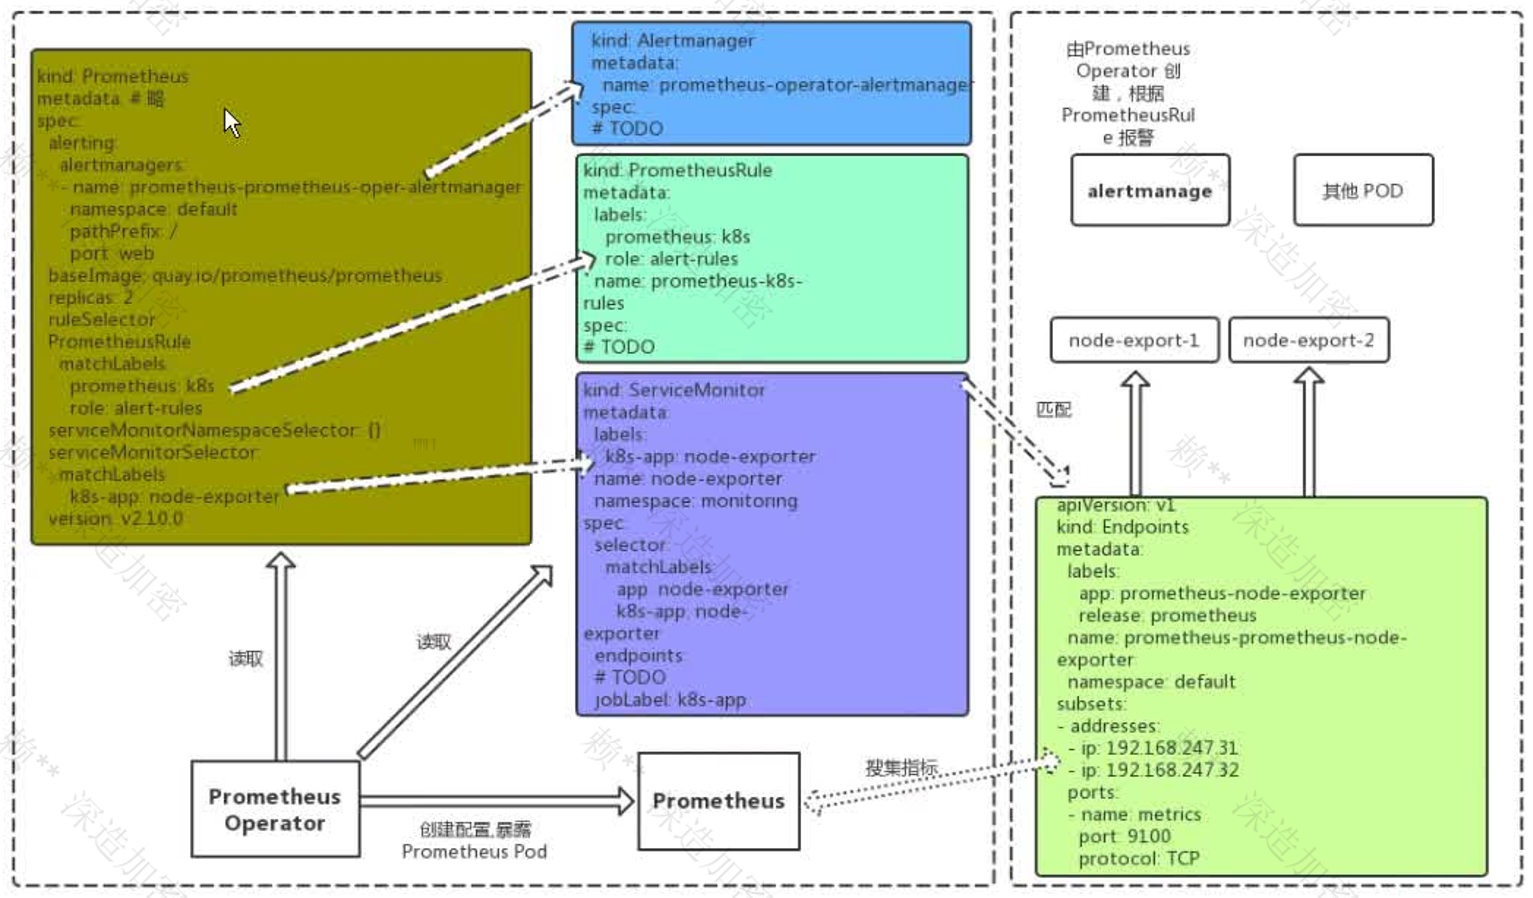 kind: Prometheus
metadata: # 略
spec:
alerting:
alertmanagers:
- name: prometheus-prometheus-oper-alertmanager
namespace: default
pathPrefix: /
port: web
baseImage: quay.io/prometheus/prometheus
replicas: 2
ruleSelector
PrometheusRule
matchLabels
prometheus: k8s
role: alert-rules
serviceMonitorNamespaceSelector: {}
serviceMonitorSelector:
matchLabels
k8s-app: node-exporter
version: v2.10.0
kind: Alertmanager
metadata:
name: prometheus-operator-alertmanager
spec:
# TODO
kind: PrometheusRule
metadata:
labels:
prometheus: k8s
role: alert-rules
name: prometheus-k8s-
rules
spec:
# TODO
kind: ServiceMonitor
metadata:
labels:
k8s-app: node-exporter
name: node-exporter
namespace: monitoring
spec:
selector:
matchLabels:
app: node-exporter
k8s-app: node-
exporter
endpoints:
# TODO
jobLabel: k8s-app
读取
读取
Prometheus
Operator
创建配置,暴露
Prometheus Pod
Prometheus
搜集指标
由Prometheus
Operator 创
建，根据
PrometheusRul
e 报警
alertmanage
其他 POD
node-export-1
node-export-2
匹配
apiVersion: v1
kind: Endpoints
metadata:
labels:
app: prometheus-node-exporter
release: prometheus
name: prometheus-prometheus-node-
exporter
namespace: default
subsets:
- addresses:
- ip: 192.168.247.31
- ip: 192.168.247.32
ports:
- name: metrics
port: 9100
protocol: TCP
赖** 深造加密